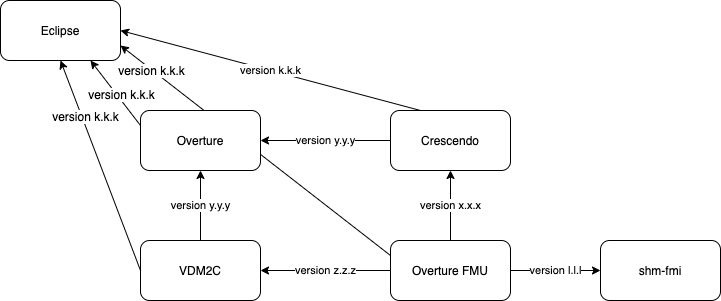 Eclipse
version k.k.k
version k.k.k
version k.k.k
version k.k.k
Overture
version y.y.y
Crescendo
version y.y.y
version x.x.x
VDM2C
version z.z.z
Overture FMU
version l.l.l
shm-fmi